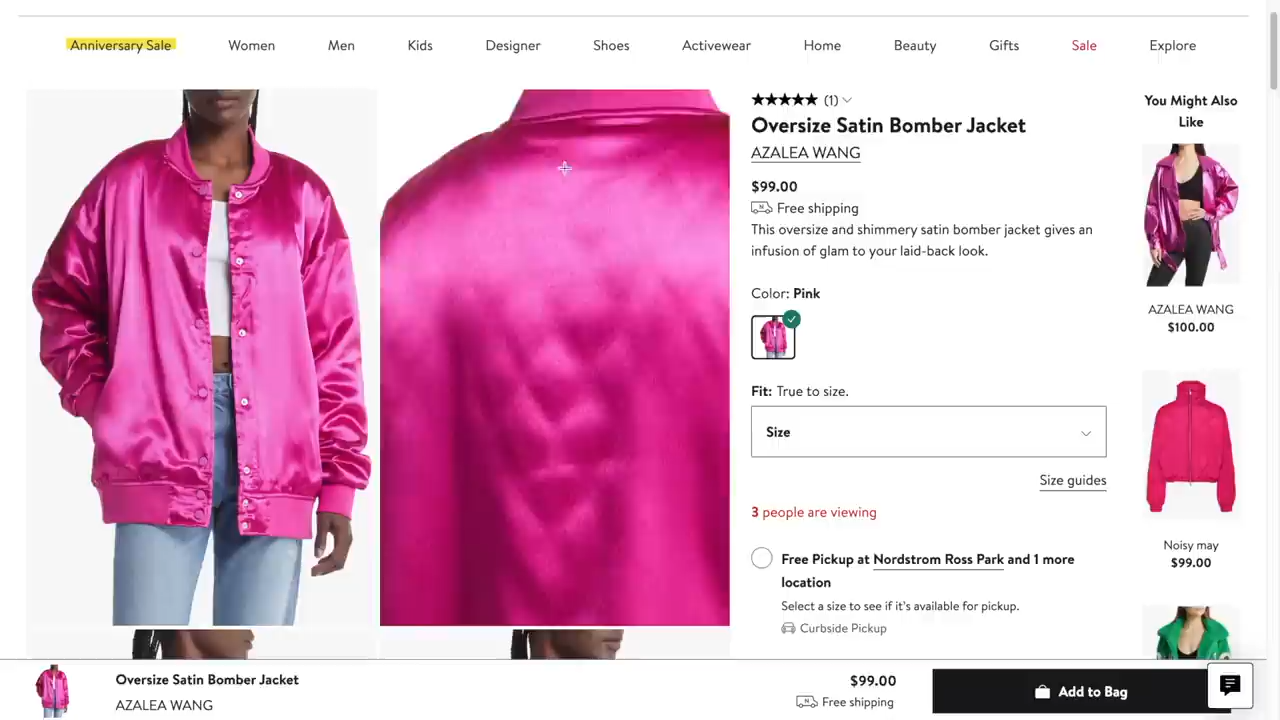 Anniversary Sale
Women
Men
Kids
Designer
Shoes
Activewear
Home
Beauty
Gifts
Sale
Explore
(1)
Oversize Satin Bomber Jacket
AZALEA WANG
$99.00
Free shipping
This oversize and shimmery satin bomber jacket gives an
infusion of glam to your laid-back look.
Color: Pink
Fit: True to size.
Size
Size guides
3 people are viewing
Free Pickup at Nordstrom Ross Park and 1 more
location
Select a size to see if it's available for pickup.
Curbside Pickup
You Might Also
Like
AZALEA WANG
$100.00
Noisy may
$99.00
Oversize Satin Bomber Jacket
AZALEA WANG
$99.00
Free shipping
Add to Bag